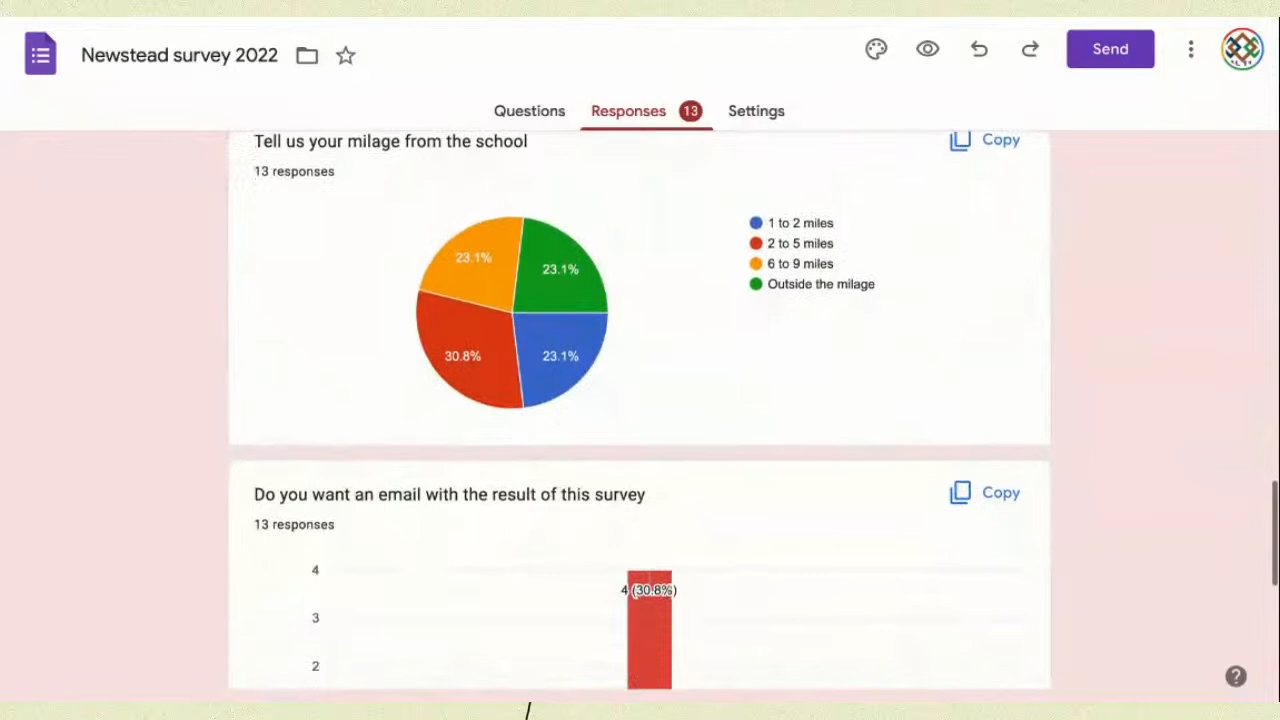 Newstead survey 2022
Send
Questions Responses 13 Settings
Tell us your milage from the school
Copy
13 responses
1 to 2 miles
2 to 5 miles
6 to 9 miles
Outside the milage
23.1%
23.1%
30.8%
23.1%
Do you want an email with the result of this survey
Copy
13 responses
4
4 (30.8%)
3
2